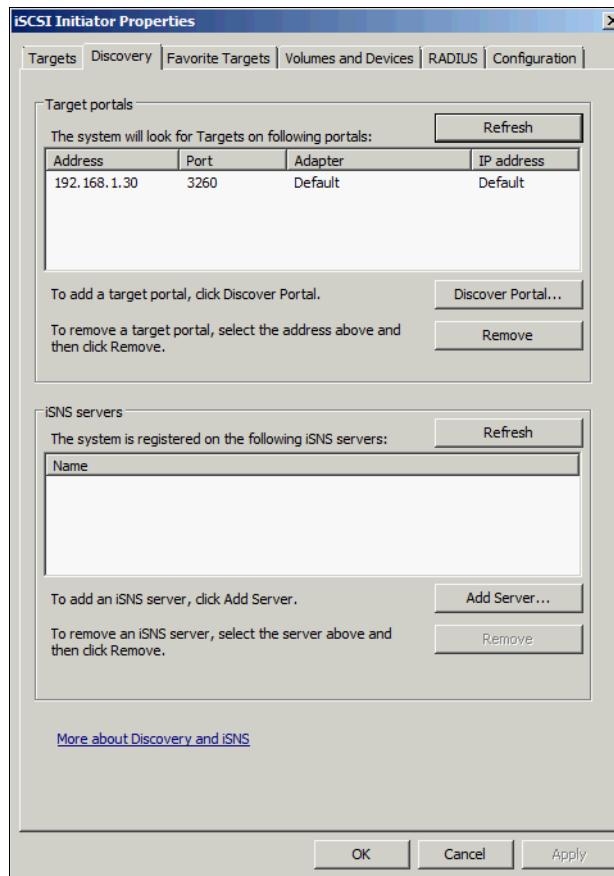 iSCSI Initiator Properties
Targets Discovery Favorite Targets Volumes and Devices RADIUS Configuration
Target portals
The system will look for Targets on following portals: Refresh
Address Port Adapter IP address
192.168.1.30 3260 Default Default
To add a target portal, click Discover Portal. Discover Portal...
To remove a target portal, select the address above and
then click Remove.
Remove
iSNS servers
The system is registered on the following iSNS servers: Refresh
Name
To add an iSNS server, click Add Server. Add Server...
To remove an iSNS server, select the server above and
then click Remove.
Remove
More about Discovery and iSNS
OK Cancel Apply